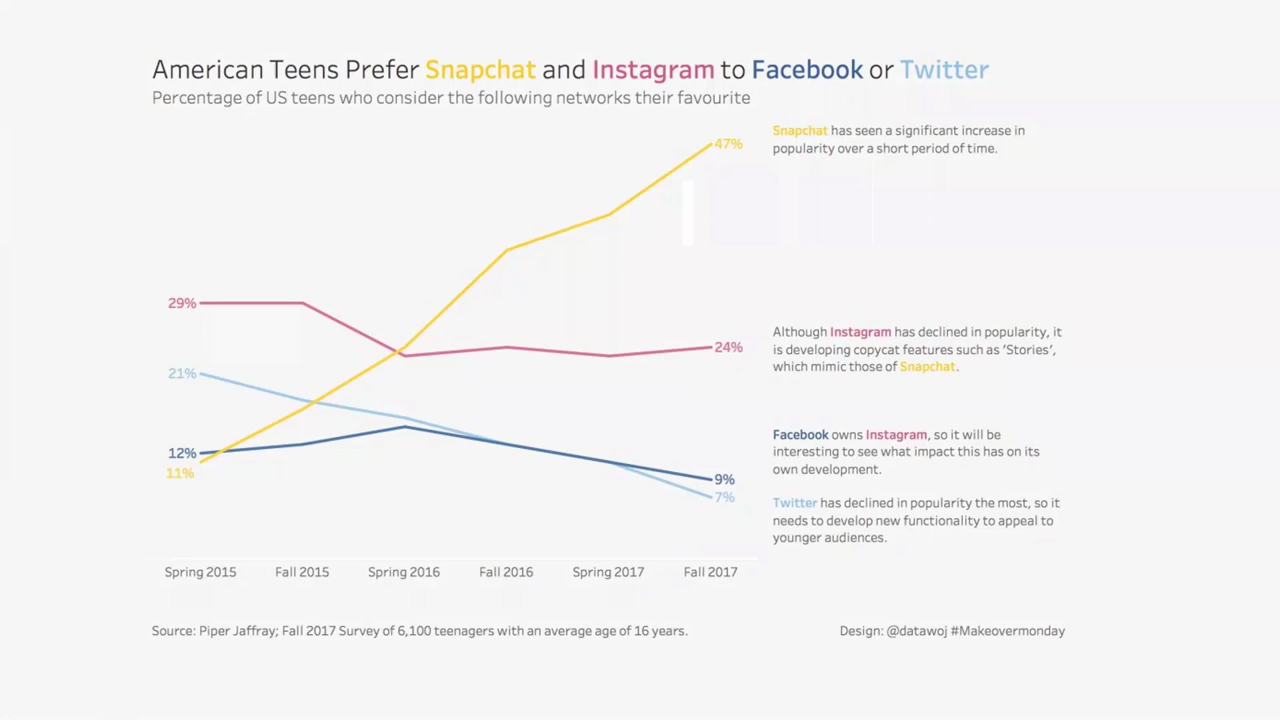 American Teens Prefer Snapchat and Instagram to Facebook or Twitter
Percentage of US teens who consider the following networks their favourite
47%
Snapchat has seen a significant increase in
popularity over a short period of time.
29%
24%
Although Instagram has declined in popularity, it
is developing copycat features such as 'Stories',
which mimic those of Snapchat.
21%
12%
11%
9%
7%
Facebook owns Instagram, so it will be
interesting to see what impact this has on its
own development.
Twitter has declined in popularity the most, so it
needs to develop new functionality to appeal to
younger audiences.
Spring 2015 Fall 2015 Spring 2016 Fall 2016 Spring 2017 Fall 2017
Source: Piper Jaffray; Fall 2017 Survey of 6,100 teenagers with an average age of 16 years.
Design: @datawoj #Makeovermonday